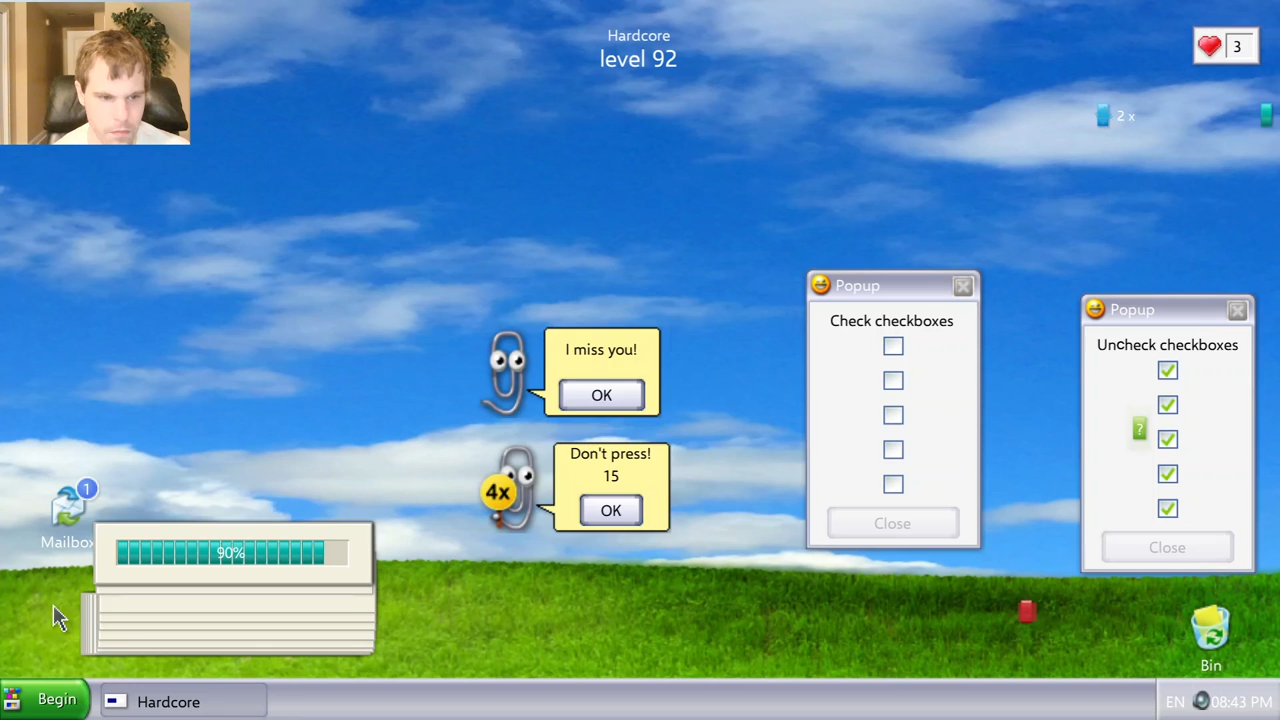 Hardcore
level 92
3
2 x
Popup
Check checkboxes
Close
Popup
Uncheck checkboxes
?
Close
I miss you!
OK
Don't press!
15
4x
OK
1
Mailbox
90%
Bin
Begin
Hardcore
EN 08:43 PM